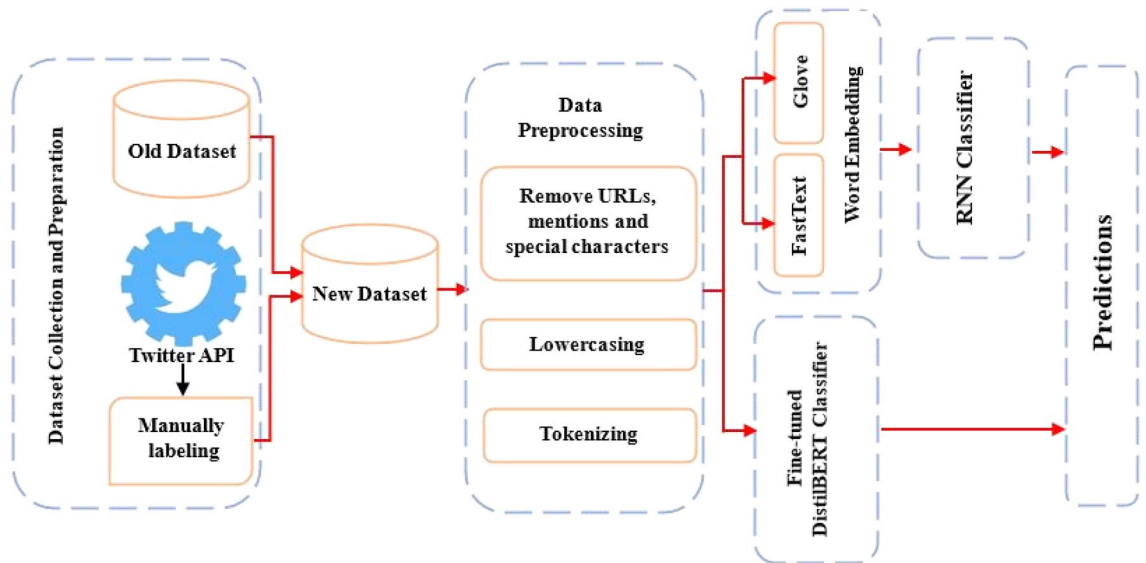 Dataset Collection and Preparation
Old Dataset
Twitter API
Manually
labeling
New Dataset
Data
Preprocessing
Remove URLs,
mentions and
special characters
Lowercasing
Tokenizing
Glove
FastText
Word Embedding
RNN Classifier
Fine-tuned
DistilBERT Classifier
Predictions